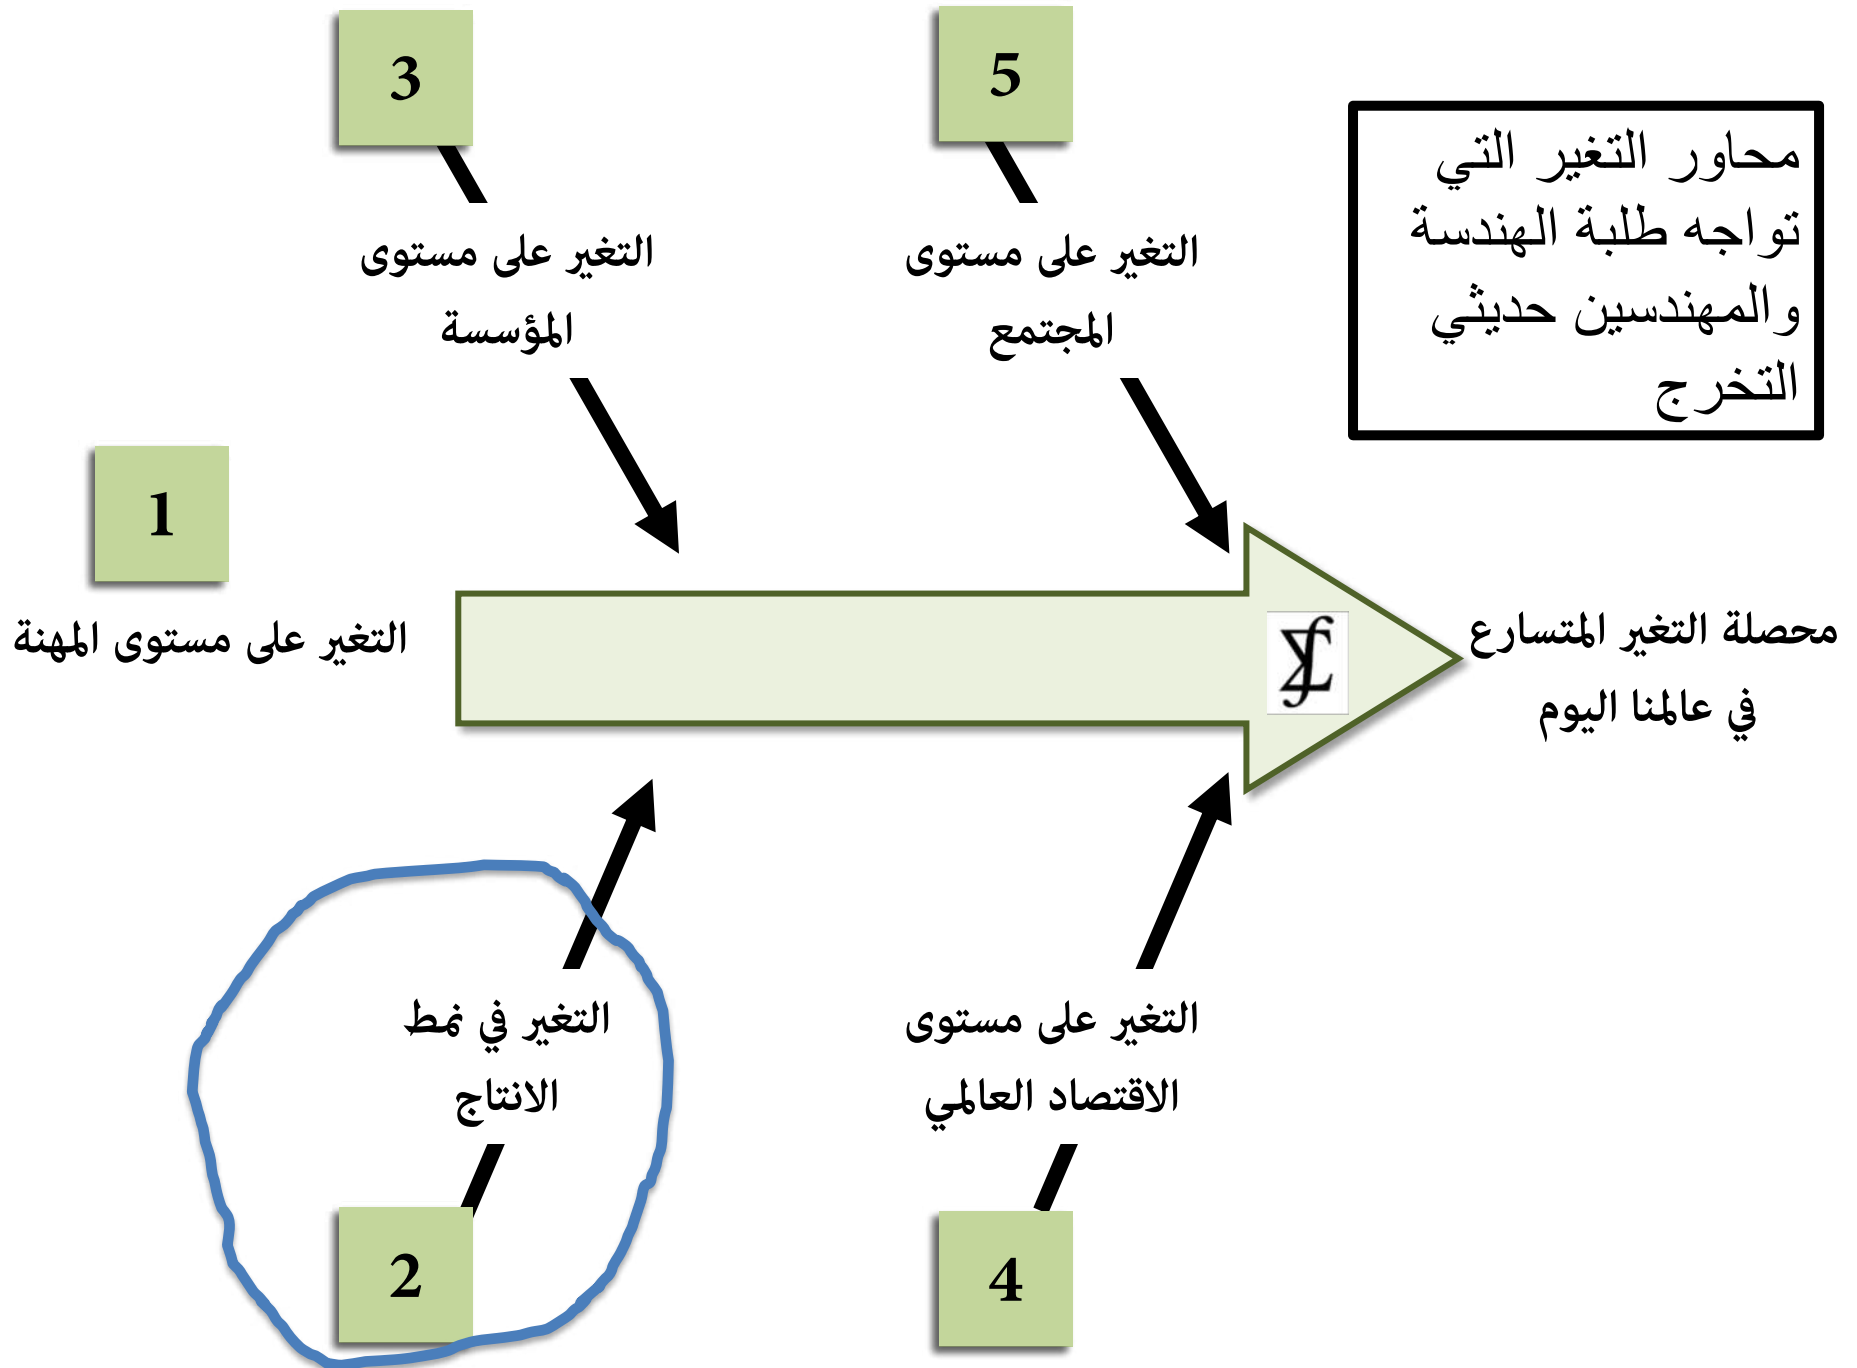 3
5
محاور التغير التي
تواجه طلبة الهندسة
والمهندسين حديثي
التخرج
التغير على مستوى
المؤسسة
التغير على مستوى
المجتمع
1
التغير على مستوى المهنة
محصلة التغير المتسارع
في عالمنا اليوم
التغير في نمط
الانتاج
التغير على مستوى
الاقتصاد العالمي
2
4